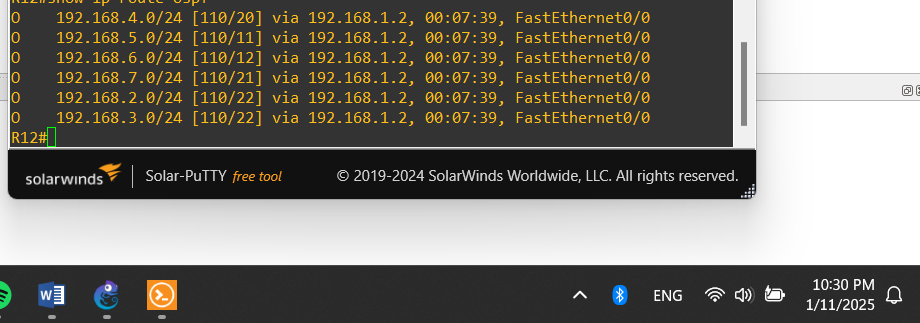 R12#show ip route ospf
O    192.168.4.0/24 [110/20] via 192.168.1.2, 00:07:39, FastEthernet0/0
O    192.168.5.0/24 [110/11] via 192.168.1.2, 00:07:39, FastEthernet0/0
O    192.168.6.0/24 [110/12] via 192.168.1.2, 00:07:39, FastEthernet0/0
O    192.168.7.0/24 [110/21] via 192.168.1.2, 00:07:39, FastEthernet0/0
O    192.168.2.0/24 [110/22] via 192.168.1.2, 00:07:39, FastEthernet0/0
O    192.168.3.0/24 [110/22] via 192.168.1.2, 00:07:39, FastEthernet0/0
R12#
solarwinds Solar-PuTTY free tool © 2019-2024 SolarWinds Worldwide, LLC. All rights reserved.
W ENG 10:30 PM
1/11/2025